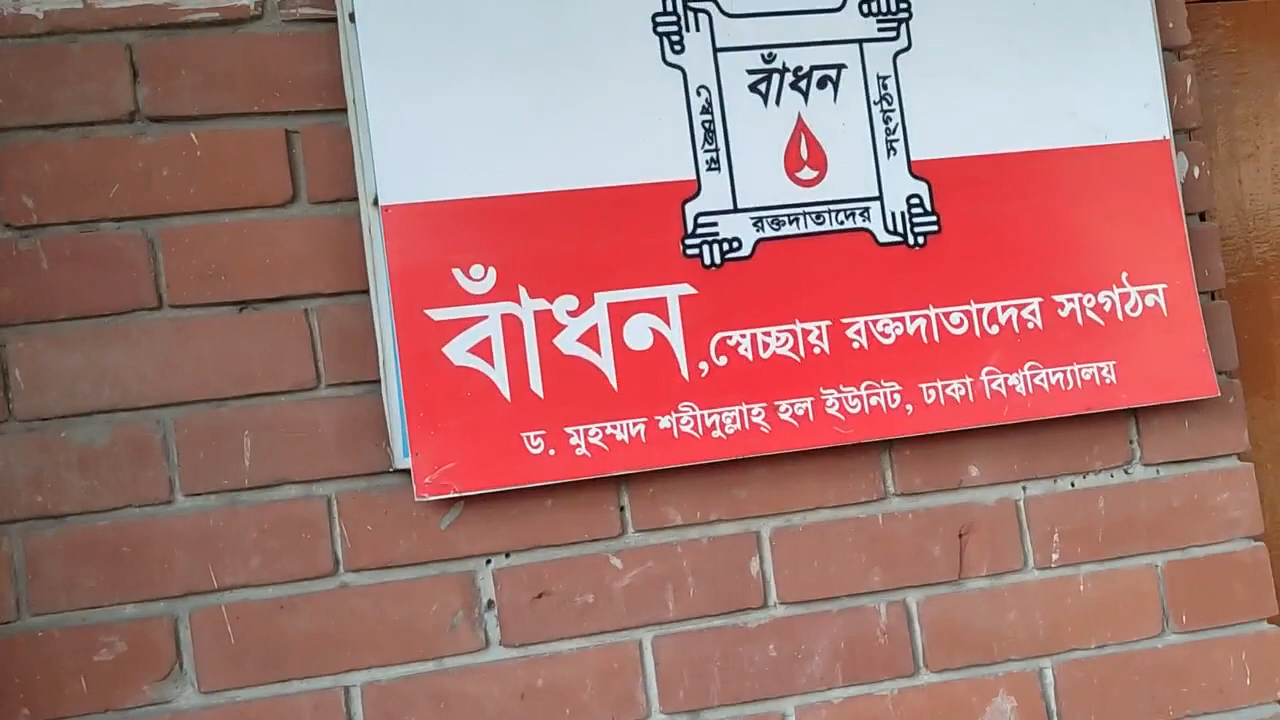 বাঁধন
স্বেচ্ছায়
সংগঠন
রক্তদাতাদের
বাঁধন, স্বেচ্ছায় রক্তদাতাদের সংগঠন
ড. মুহম্মদ শহীদুল্লাহ্ হল ইউনিট, ঢাকা বিশ্ববিদ্যালয়